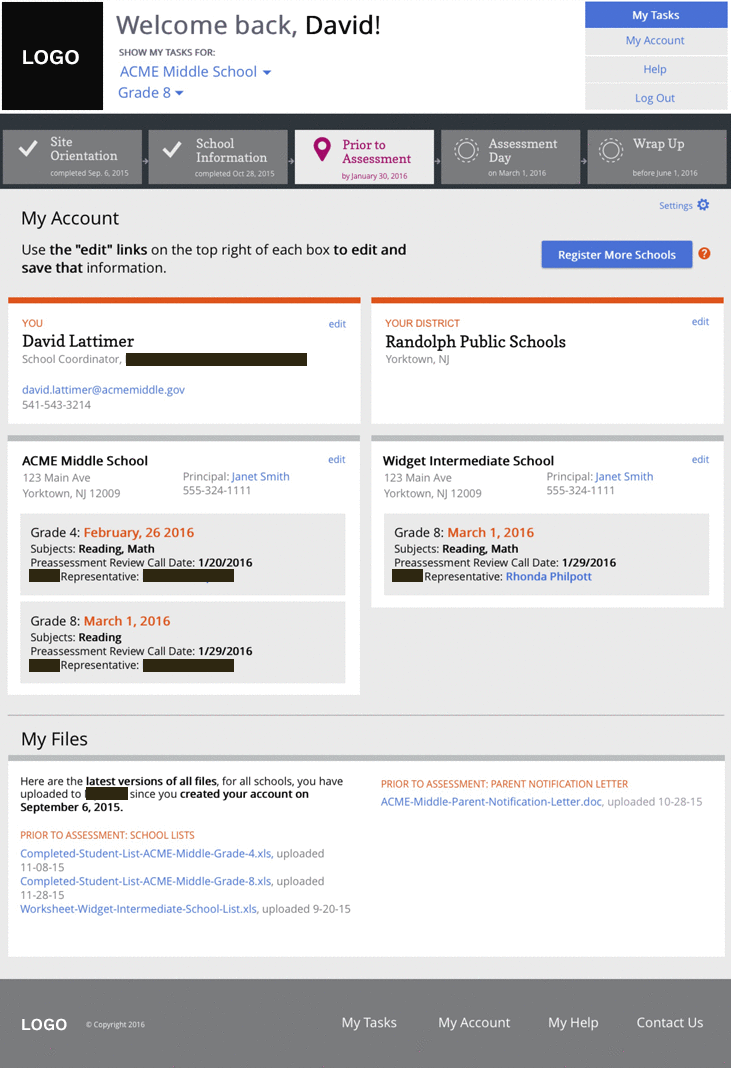 LOGO
Welcome back, David!
SHOW MY TASKS FOR:
ACME Middle School
Grade 8
My Tasks
My Account
Help
Log Out
Site
Orientation
completed Sep. 6, 2015
School
Information
completed Oct 28, 2015
Prior to
Assessment
by January 30, 2016
Assessment
Day
on March 1, 2016
Wrap Up
before June 1, 2016
My Account
Settings
Use the "edit" links on the top right of each box to edit and
save that information.
Register More Schools
?
YOU
edit
David Lattimer
School Coordinator,
david.lattimer@acmemiddle.gov
541-543-3214
YOUR DISTRICT
edit
Randolph Public Schools
Yorktown, NJ
ACME Middle School
edit
123 Main Ave
Yorktown, NJ 12009
Principal: Janet Smith
555-324-1111
Grade 4: February, 26 2016
Subjects: Reading, Math
Preassessment Review Call Date: 1/20/2016
Representative:
Grade 8: March 1, 2016
Subjects: Reading
Preassessment Review Call Date: 1/29/2016
Representative:
Widget Intermediate School
edit
123 Main Ave
Yorktown, NJ 12009
Principal: Janet Smith
555-324-1111
Grade 8: March 1, 2016
Subjects: Reading, Math
Preassessment Review Call Date: 1/29/2016
Representative: Rhonda Philpott
My Files
Here are the latest versions of all files, for all schools, you have
uploaded to since you created your account on
September 6, 2015.
PRIOR TO ASSESSMENT: SCHOOL LISTS
Completed-Student-List-ACME-Middle-Grade-4.xls, uploaded
11-08-15
Completed-Student-List-ACME-Middle-Grade-8.xls, uploaded
11-28-15
Worksheet-Widget-Intermediate-School-List.xls, uploaded 9-20-15
PRIOR TO ASSESSMENT: PARENT NOTIFICATION LETTER
ACME-Middle-Parent-Notification-Letter.doc, uploaded 10-28-15
LOGO
© Copyright 2016
My Tasks
My Account
My Help
Contact Us